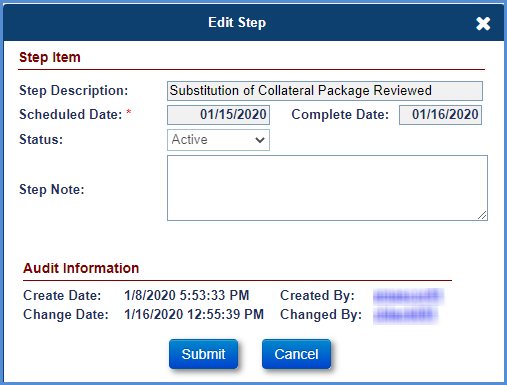 Edit Step
Step Item
Step Description: Substitution of Collateral Package Reviewed
Scheduled Date: * 01/15/2020 Complete Date: 01/16/2020
Status: Active
Step Note:
Audit Information
Create Date: 1/8/2020 5:53:33 PM Created By:
Change Date: 1/16/2020 12:55:39 PM Changed By:
Submit Cancel